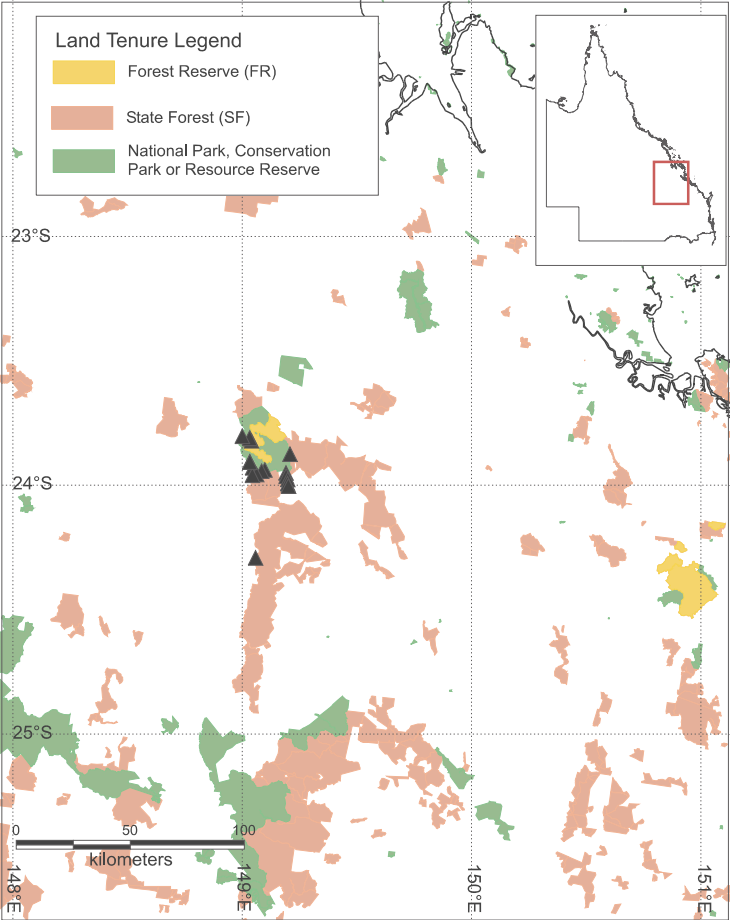 Land Tenure Legend
Forest Reserve (FR)
State Forest (SF)
National Park, Conservation
Park or Resource Reserve
23°S
24°S
25°S
0 50 100
kilometers
148°E 149°E 150°E 151°E